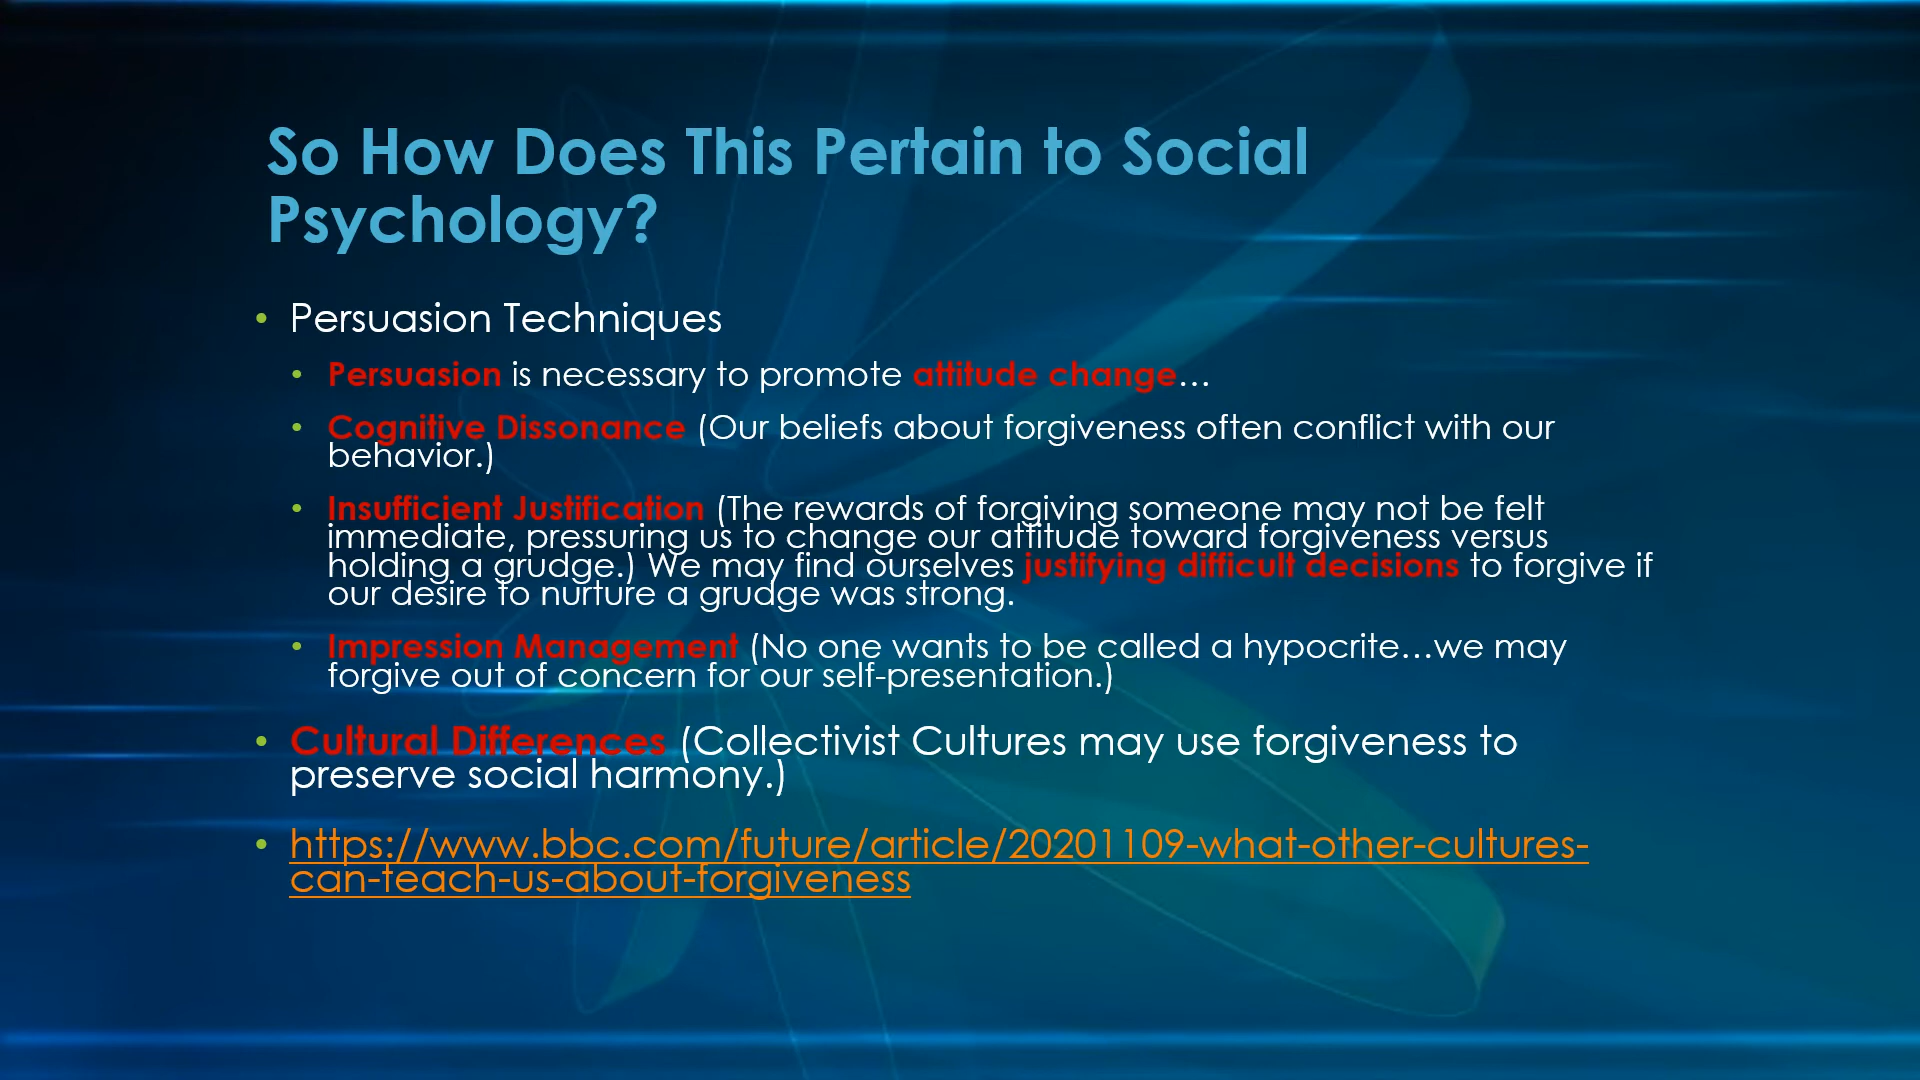 So How Does This Pertain to Social
Psychology?
• Persuasion Techniques
• Persuasion is necessary to promote attitude change…
• Cognitive Dissonance (Our beliefs about forgiveness often conflict with our
behavior.)
• Insufficient Justification (The rewards of forgiving someone may not be felt
immediate, pressuring us to change our attitude toward forgiveness versus
holding a grudge.) We may find ourselves justifying difficult decisions to forgive if
our desire to nurture a grudge was strong.
• Impression Management (No one wants to be called a hypocrite…we may
forgive out of concern for our self-presentation.)
• Cultural Differences (Collectivist Cultures may use forgiveness to
preserve social harmony.)
• https://www.bbc.com/future/article/20201109-what-other-cultures-
can-teach-us-about-forgiveness